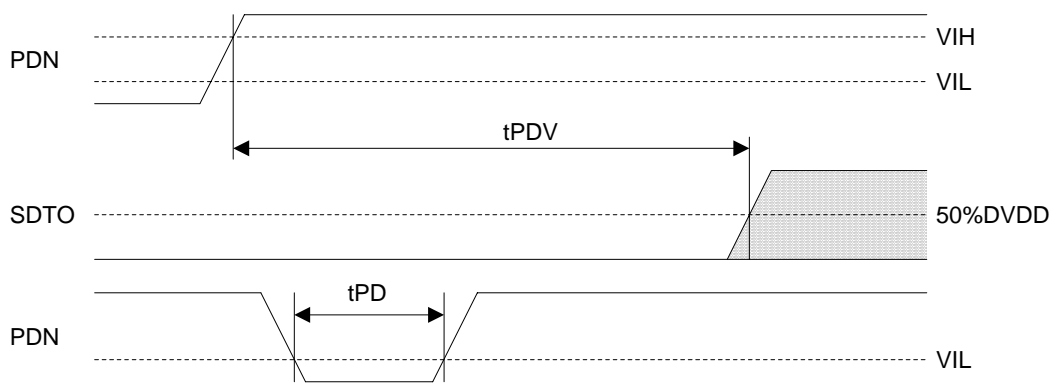 PDN
VIH
VIL
tPDV
SDTO
50%DVDD
tPD
PDN
VIL